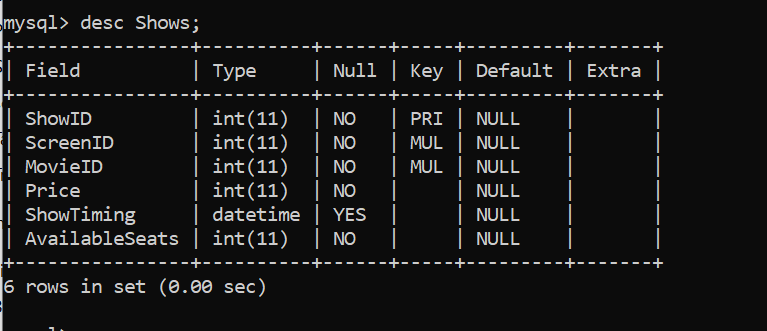 mysql> desc Shows;
+----------------+----------+------+-----+---------+-------+
| Field          | Type     | Null | Key | Default | Extra |
+----------------+----------+------+-----+---------+-------+
| ShowID         | int(11)  | NO   | PRI | NULL    |       |
| ScreenID       | int(11)  | NO   | MUL | NULL    |       |
| MovieID        | int(11)  | NO   | MUL | NULL    |       |
| Price          | int(11)  | NO   |     | NULL    |       |
| ShowTiming     | datetime | YES  |     | NULL    |       |
| AvailableSeats | int(11)  | NO   |     | NULL    |       |
+----------------+----------+------+-----+---------+-------+
6 rows in set (0.00 sec)